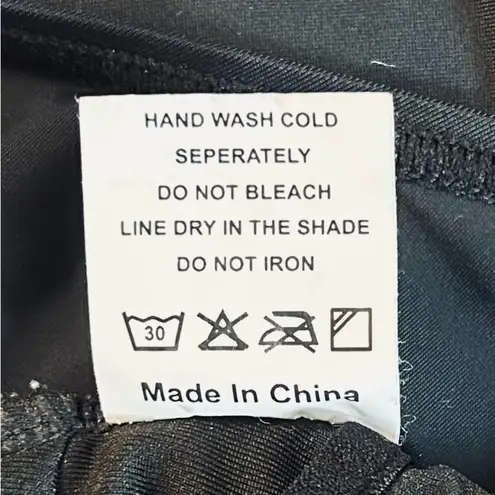 HAND WASH COLD
SEPERATELY
DO NOT BLEACH
LINE DRY IN THE SHADE
DO NOT IRON
30
Made In China